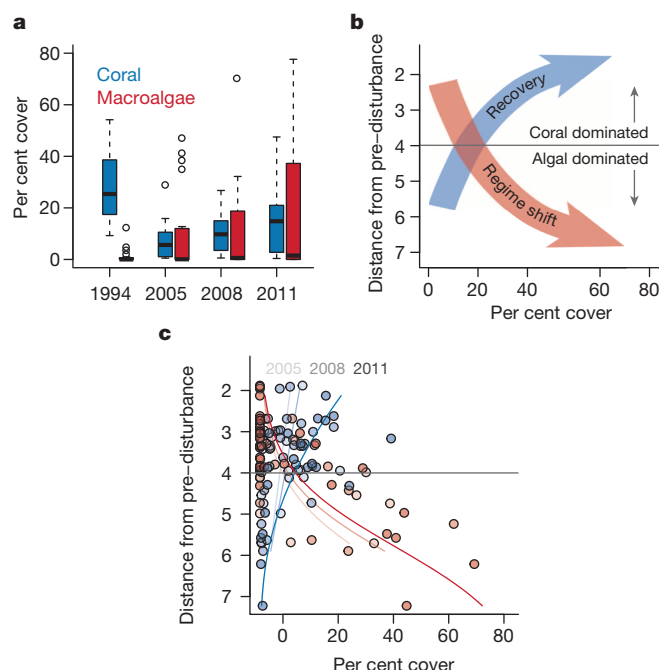 a
Per cent cover
80
60
40
20
0
Coral
Macroalgae
1994 2005 2008 2011
b
Distance from pre−disturbance
2
3
4
5
6
7
Recovery
Coral dominated
Algal dominated
Regime shift
0 20 40 60 80
Per cent cover
c
Distance from pre−disturbance
2005 2008 2011
2
3
4
5
6
7
0 20 40 60 80
Per cent cover